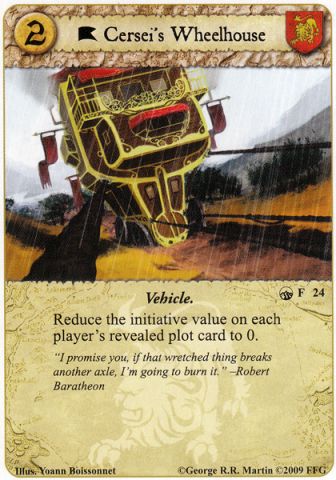 2
Cersei's Wheelhouse
F 24
Vehicle.
Reduce the initiative value on each
player's revealed plot card to 0.
"I promise you, if that wretched thing breaks
another axle, I'm going to burn it." –Robert
Baratheon
Illus. Yoann Boissonnet
©George R.R. Martin ©2009 FFG